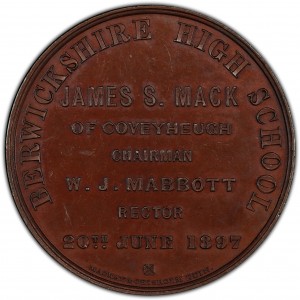 BERWICKSHIRE HIGH SCHOOL
JAMES S. MACK
OF COVEYHEUGH
CHAIRMAN
W. J. MABBOTT
RECTOR
20TH JUNE 1897